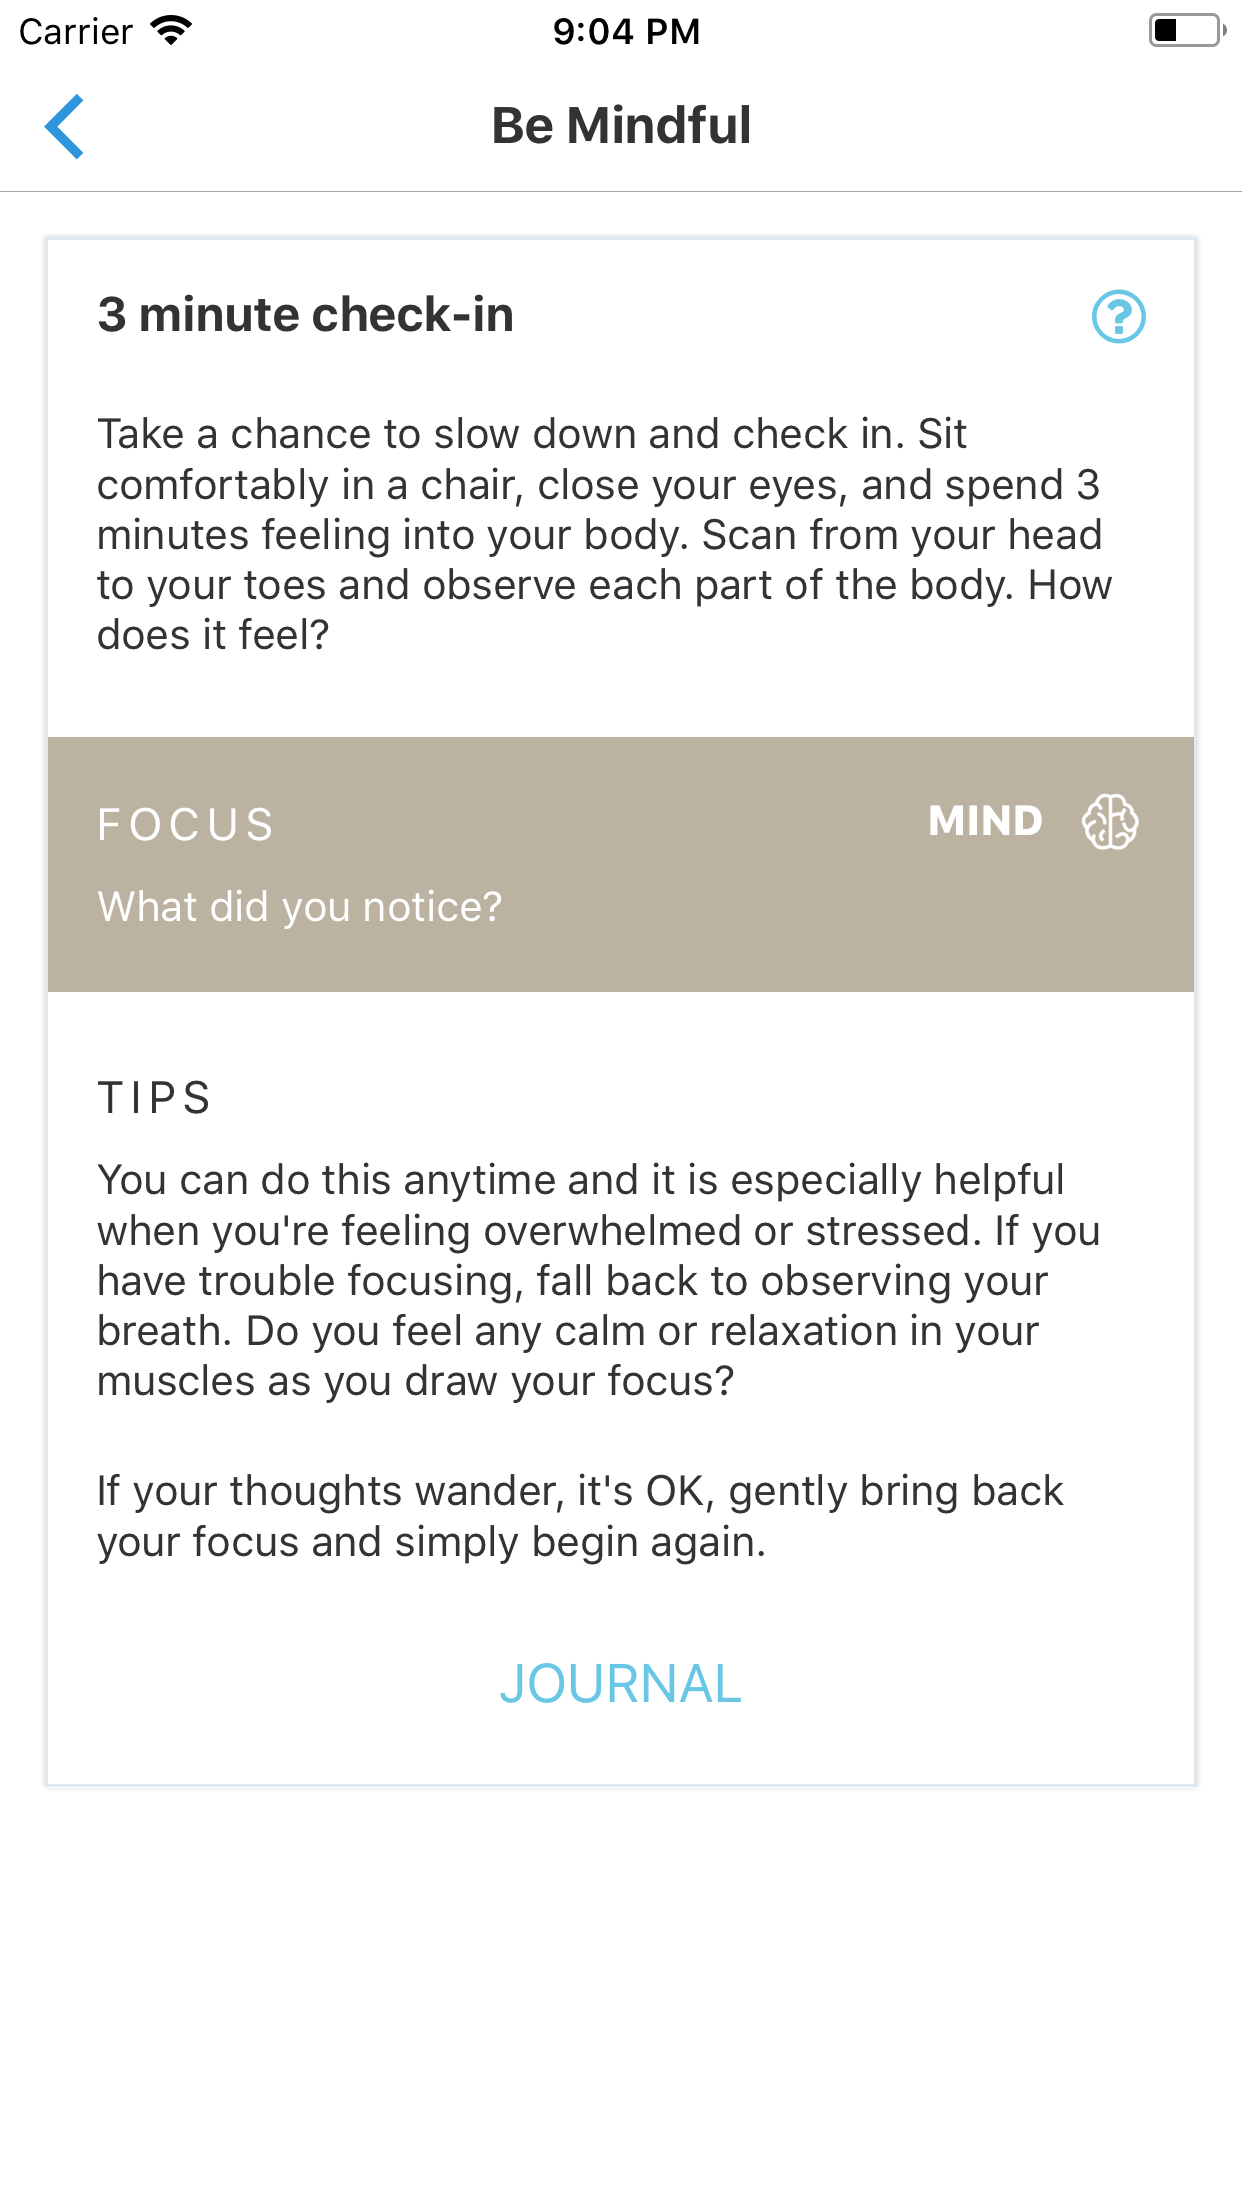 Carrier
9:04 PM
Be Mindful
3 minute check-in
Take a chance to slow down and check in. Sit
comfortably in a chair, close your eyes, and spend 3
minutes feeling into your body. Scan from your head
to your toes and observe each part of the body. How
does it feel?
FOCUS
MIND
What did you notice?
TIPS
You can do this anytime and it is especially helpful
when you're feeling overwhelmed or stressed. If you
have trouble focusing, fall back to observing your
breath. Do you feel any calm or relaxation in your
muscles as you draw your focus?
If your thoughts wander, it's OK, gently bring back
your focus and simply begin again.
JOURNAL